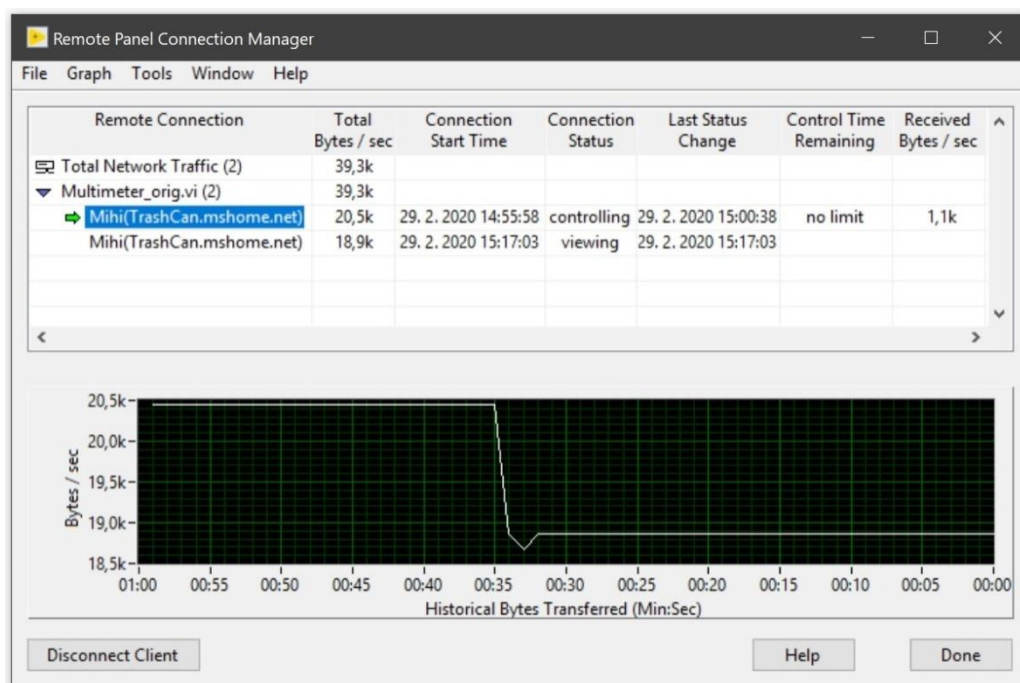 Remote Panel Connection Manager
File Graph Tools Window Help
Remote Connection Total Bytes / sec Connection Start Time Connection Status Last Status Change Control Time Remaining Received Bytes / sec
Total Network Traffic (2) 39,3k
Multimeter_orig.vi (2) 39,3k
Mihi(TrashCan.mshome.net) 20,5k 29. 2. 2020 14:55:58 controlling 29. 2. 2020 15:00:38 no limit 1,1k
Mihi(TrashCan.mshome.net) 18,9k 29. 2. 2020 15:17:03 viewing 29. 2. 2020 15:17:03
20,5k
20,0k
19,5k
19,0k
18,5k
Bytes / sec
01:00 00:55 00:50 00:45 00:40 00:35 00:30 00:25 00:20 00:15 00:10 00:05 00:00
Historical Bytes Transferred (Min:Sec)
Disconnect Client Help Done